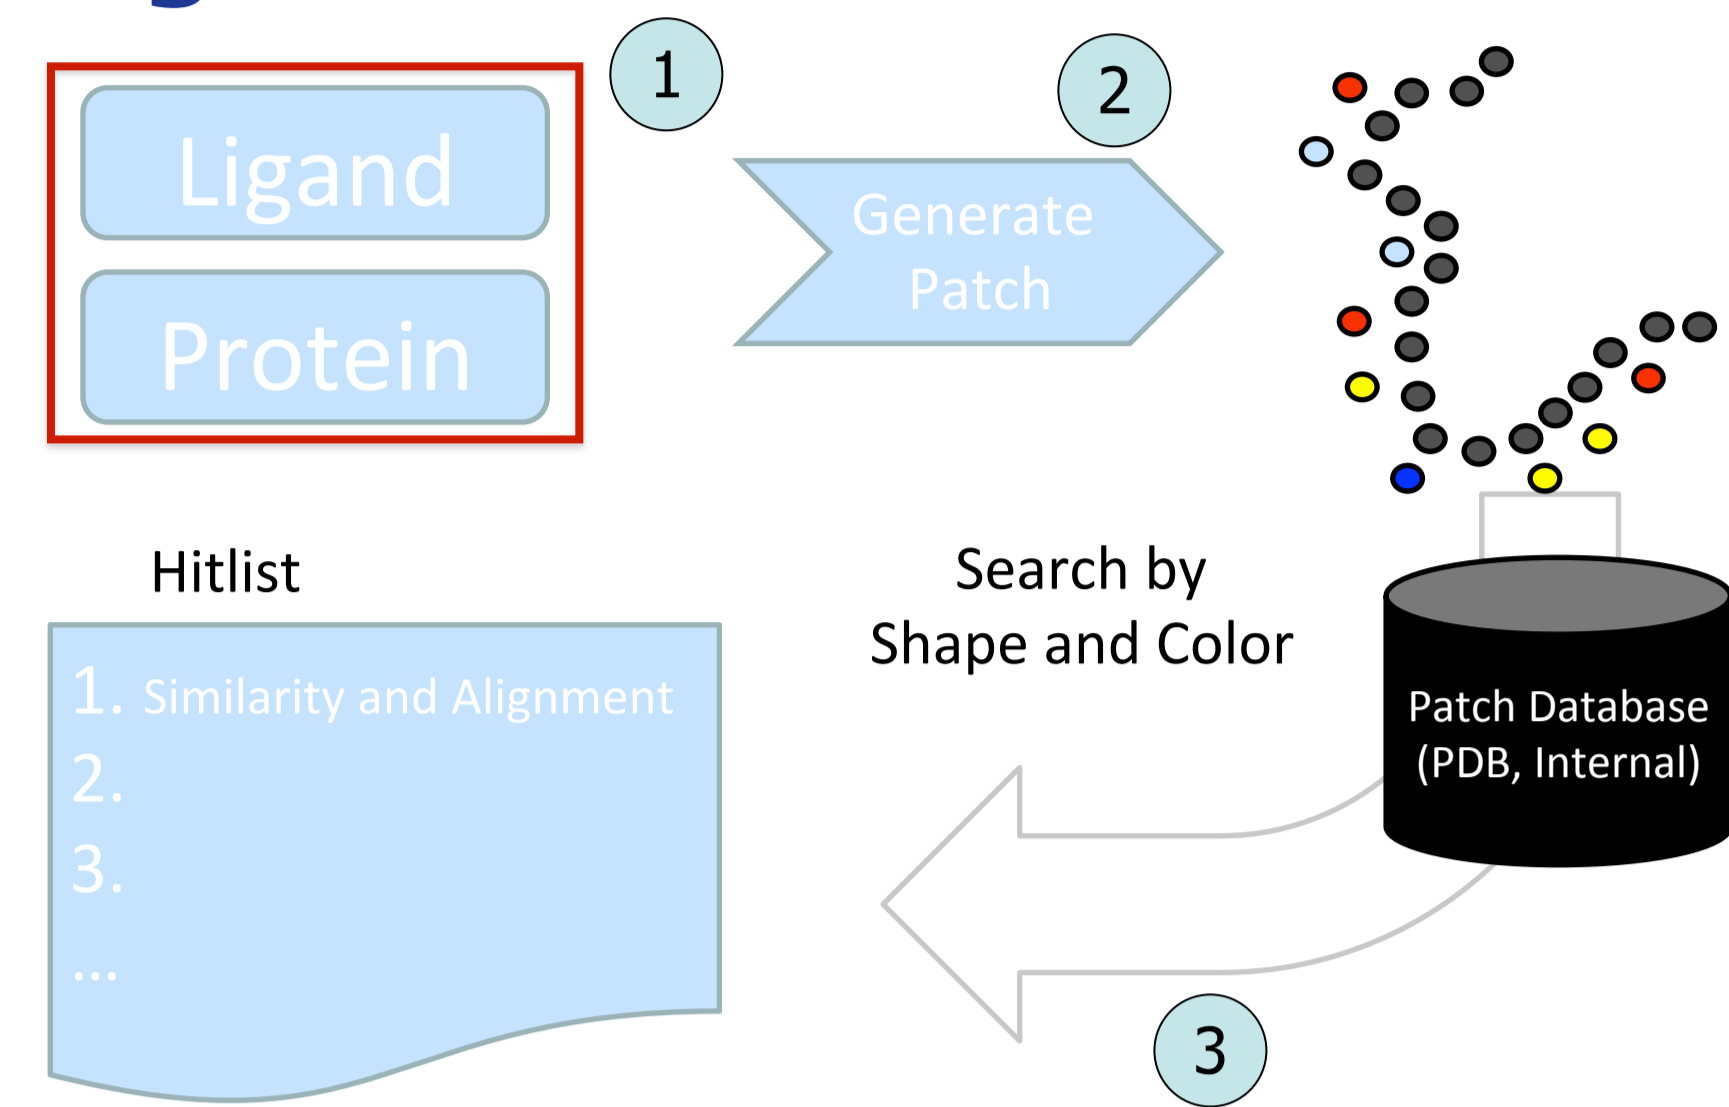 1
2
Ligand
Protein
Generate
Patch
Hitlist
Search by
Shape and Color
1. Similarity and Alignment
2.
3.
...
Patch Database
(PDB, Internal)
3